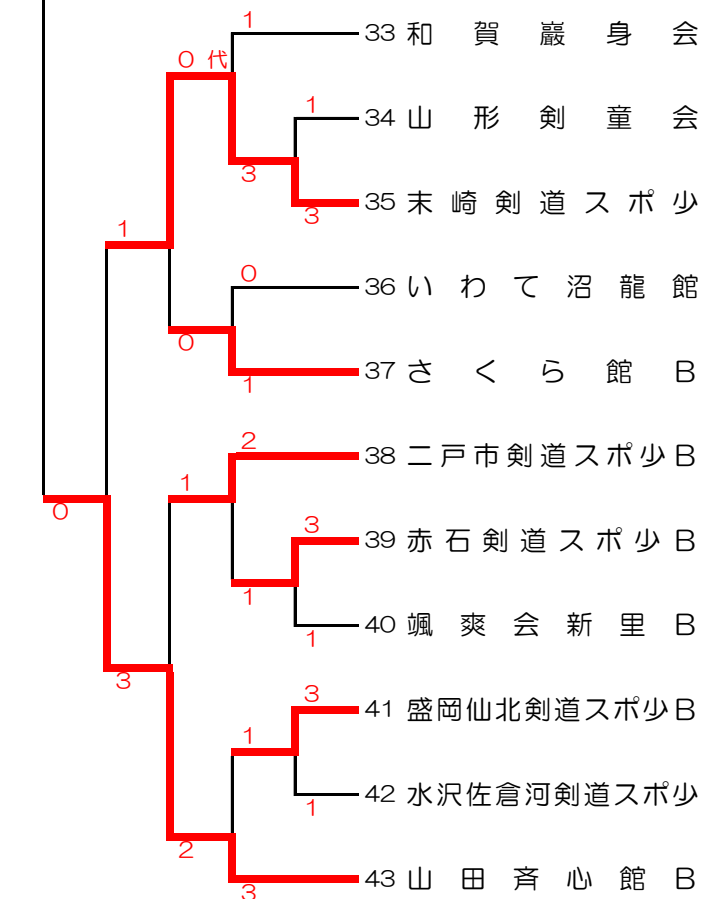 1
33 和賀巖身会
0 代
1
34 山形剣童会
3
35 末崎剣道スポ少
3
1
0
36 いわて沼龍館
0
37 さくら館B
1
2
38 二戸市剣道スポ少B
1
3
39 赤石剣道スポ少B
0
1
40 颯爽会新里B
1
3
3
41 盛岡仙北剣道スポ少B
1
42 水沢佐倉河剣道スポ少
1
2
43 山田斉心館B
3